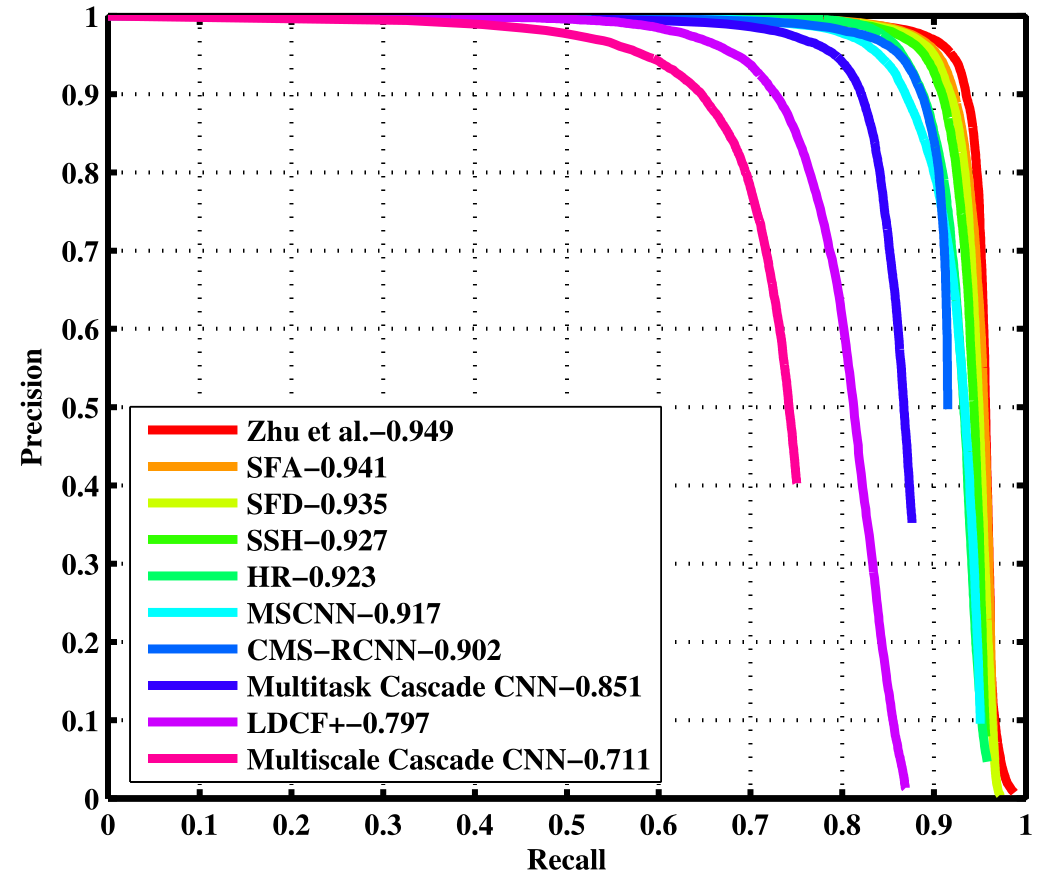 1
0.9
0.8
0.7
0.6
0.5
0.4
0.3
0.2
0.1
0
Precision
Zhu et al.−0.949
SFA−0.941
SFD−0.935
SSH−0.927
HR−0.923
MSCNN−0.917
CMS−RCNN−0.902
Multitask Cascade CNN−0.851
LDCF+−0.797
Multiscale Cascade CNN−0.711
0 0.1 0.2 0.3 0.4 0.5 0.6 0.7 0.8 0.9 1
Recall